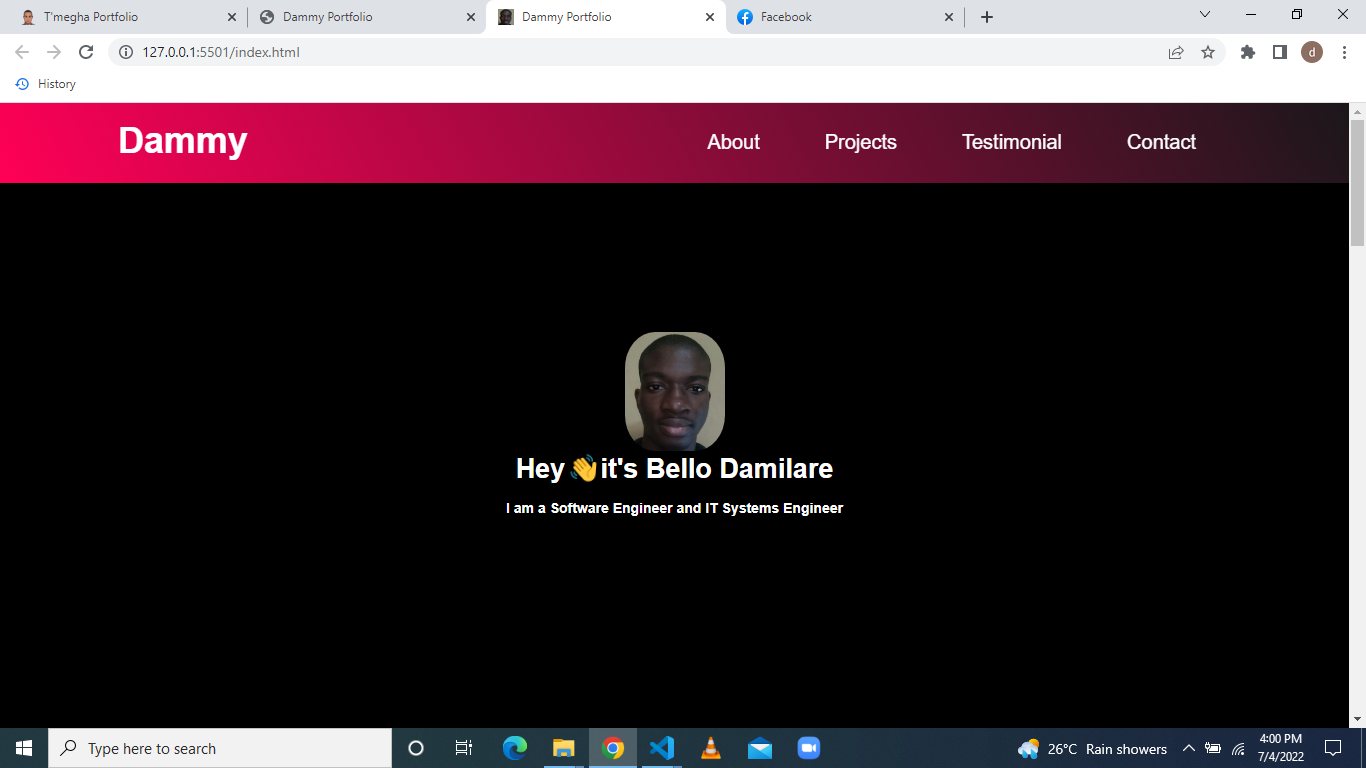 T'megha Portfolio
Dammy Portfolio
Dammy Portfolio
Facebook
127.0.0.1:5501/index.html
d
History
Dammy
About
Projects
Testimonial
Contact
Hey 👋it's Bello Damilare
I am a Software Engineer and IT Systems Engineer
Type here to search
26°C Rain showers
4:00 PM
7/4/2022